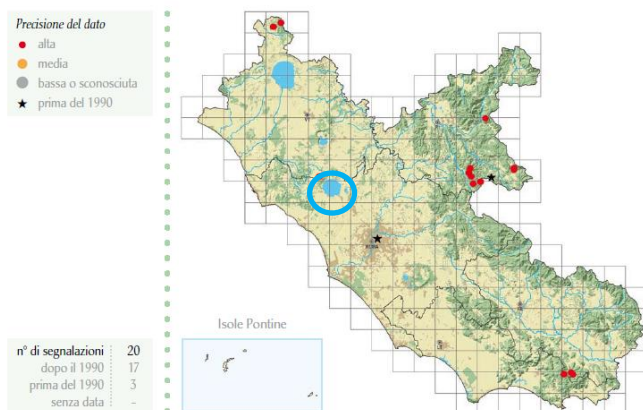 Precisione del dato
alta
media
bassa o sconosciuta
prima del 1990
n° di segnalazioni 20
dopo il 1990 17
prima del 1990 3
senza data -
Isole Pontine
ROMA